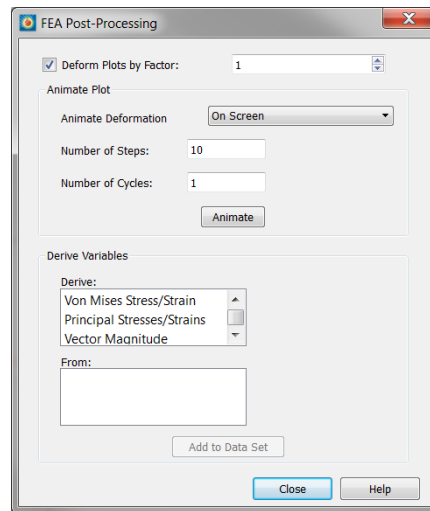 FEA Post-Processing
Deform Plots by Factor: 1
Animate Plot
Animate Deformation On Screen
Number of Steps: 10
Number of Cycles: 1
Animate
Derive Variables
Derive:
Von Mises Stress/Strain
Principal Stresses/Strains
Vector Magnitude
From:
Add to Data Set
Close Help